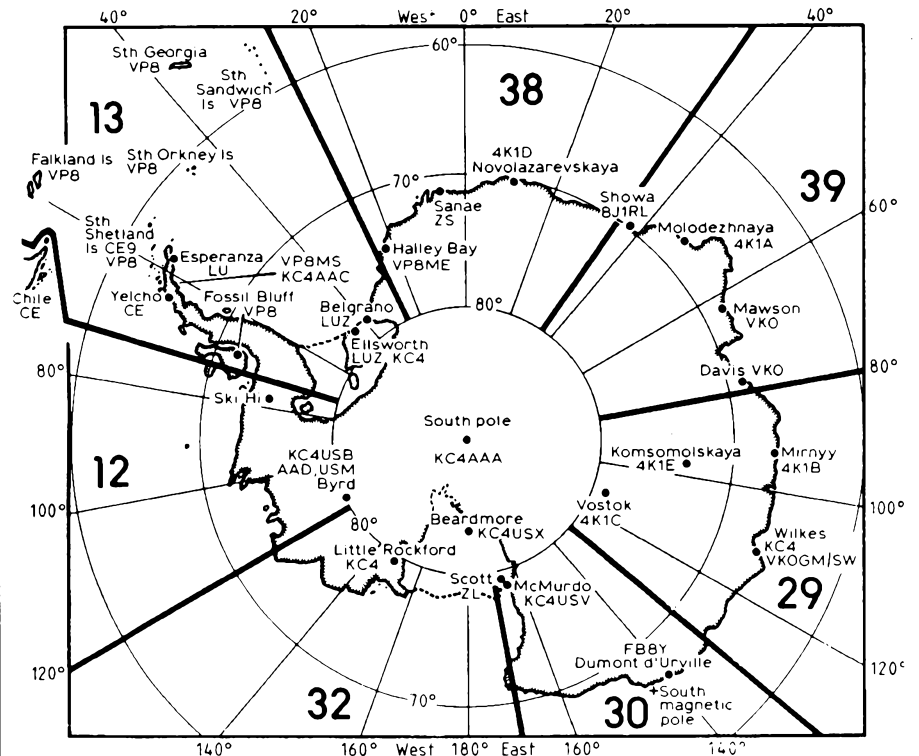 40°
20°
West
0°
East
20°
40°
Sth Georgia
VP8
60°
Sth
Sandwich
Is VP8
38
13
4K1D
Novolazarevskaya
Falkland Is
VP8
Sth Orkney Is
VP8
70°
39
Sanae
ZS
Showa
8J1RL
60°
Sth
Shetland
Is CE9
VP8
Molodezhnaya
4K1A
Esperanza
LU
VP8MS
KC4AAC
Halley Bay
VP8ME
Chile
CE
Yelcho
CE
Fossil Bluff
VP8
Belgrano
LUZ
80°
Mawson
VK0
Ellsworth
LUZ, KC4
80°
Davis VK0
80°
Ski Hi
South pole
KC4AAA
KC4USB
AAD, USM
Byrd
Komsomolskaya
4K1E
Mirnyy
4K1B
12
Vostok
4K1C
100°
80°
Beardmore
KC4USX
100°
Little Rockford
KC4
Wilkes
KC4
VK0GM/SW
Scott
ZL
McMurdo
KC4USV
29
FB8Y
Dumont d'Urville
120°
120°
32
70°
30
+South
magnetic
pole
140°
160°
West
180°
East
160°
140°